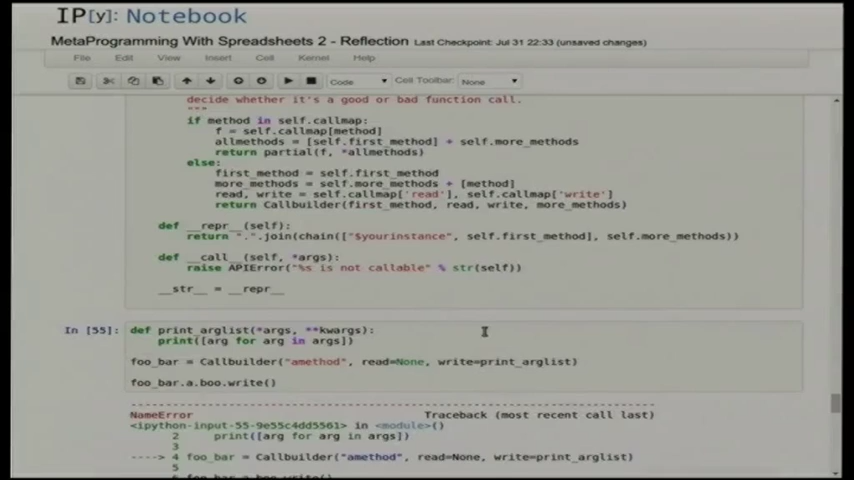 IP[y]: Notebook
MetaProgramming With Spreadsheets 2 - Reflection Last Checkpoint: Jul 31 22:33 (unsaved changes)
File Edit View Insert Cell Kernel Help
Code Cell Toolbar: None
decide whether it's a good or bad function call.
"""
if method in self.callmap:
f = self.callmap[method]
allmethods = [self.first_method] + self.more_methods
return partial(f, *allmethods)
else:
first_method = self.first_method
more_methods = self.more_methods + [method]
read, write = self.callmap['read'], self.callmap['write']
return Callbuilder(first_method, read, write, more_methods)
def __repr__(self):
return ".".join(chain(["$yourinstance", self.first_method], self.more_methods))
def __call__(self, *args):
raise APIError("%s is not callable" % str(self))
__str__ = __repr__
In [55]: def print_arglist(*args, **kwargs):
print([arg for arg in args])
foo_bar = Callbuilder("amethod", read=None, write=print_arglist)
foo_bar.a.boo.write()
NameError Traceback (most recent call last)
<ipython-input-55-9e55c4dd5561> in <module>()
2 print([arg for arg in args])
3
----> 4 foo_bar = Callbuilder("amethod", read=None, write=print_arglist)
5